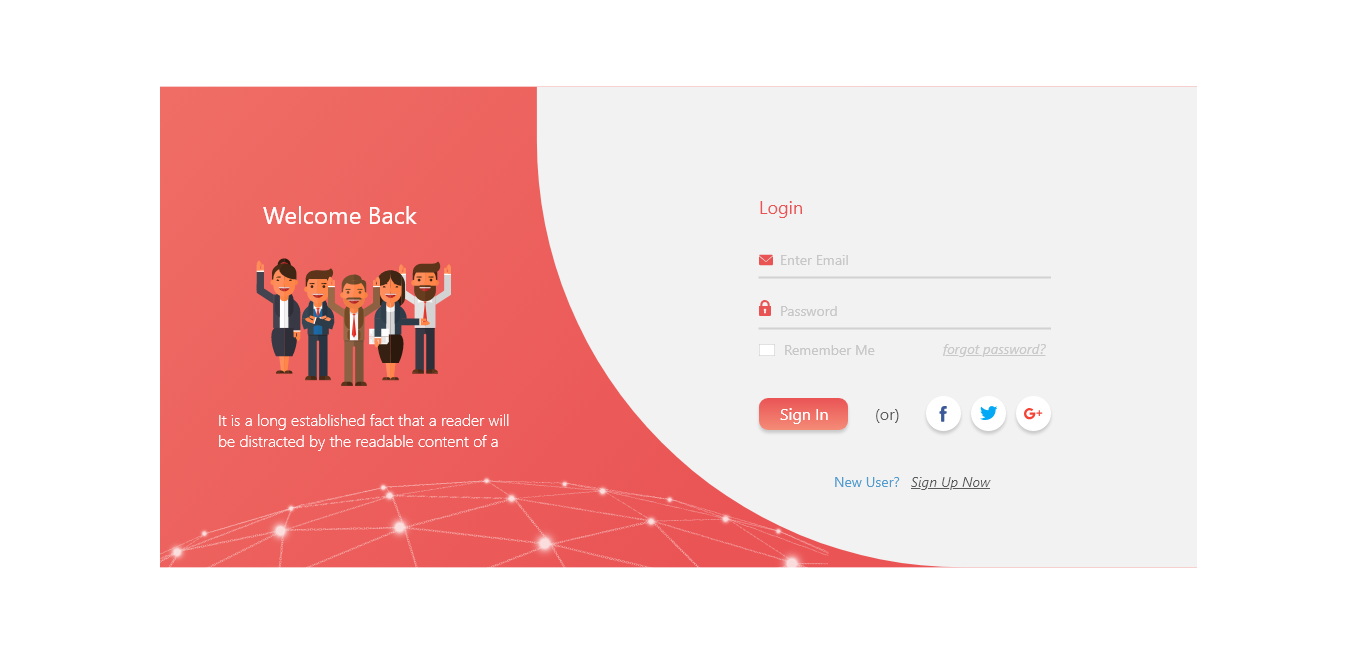 Welcome Back
It is a long established fact that a reader will
be distracted by the readable content of a
Login
Enter Email
Password
Remember Me forgot password?
Sign In (or) f G+
New User? Sign Up Now